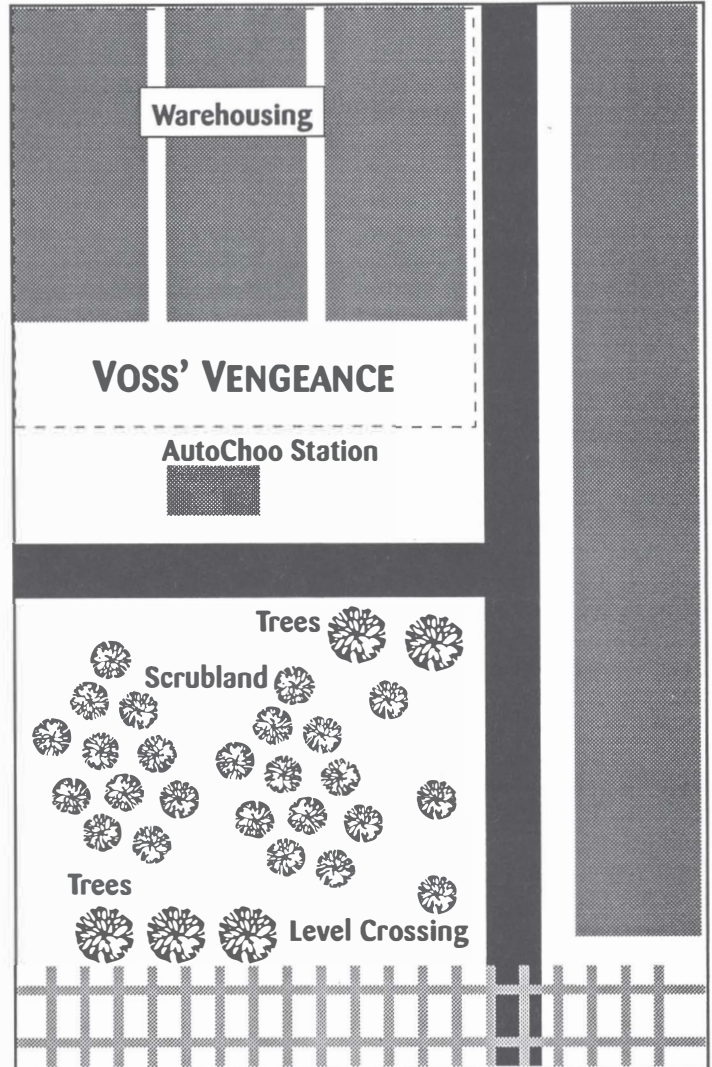 Warehousing
VOSS' VENGEANCE
AutoChoo Station
Trees
Scrubland
Trees
Level Crossing